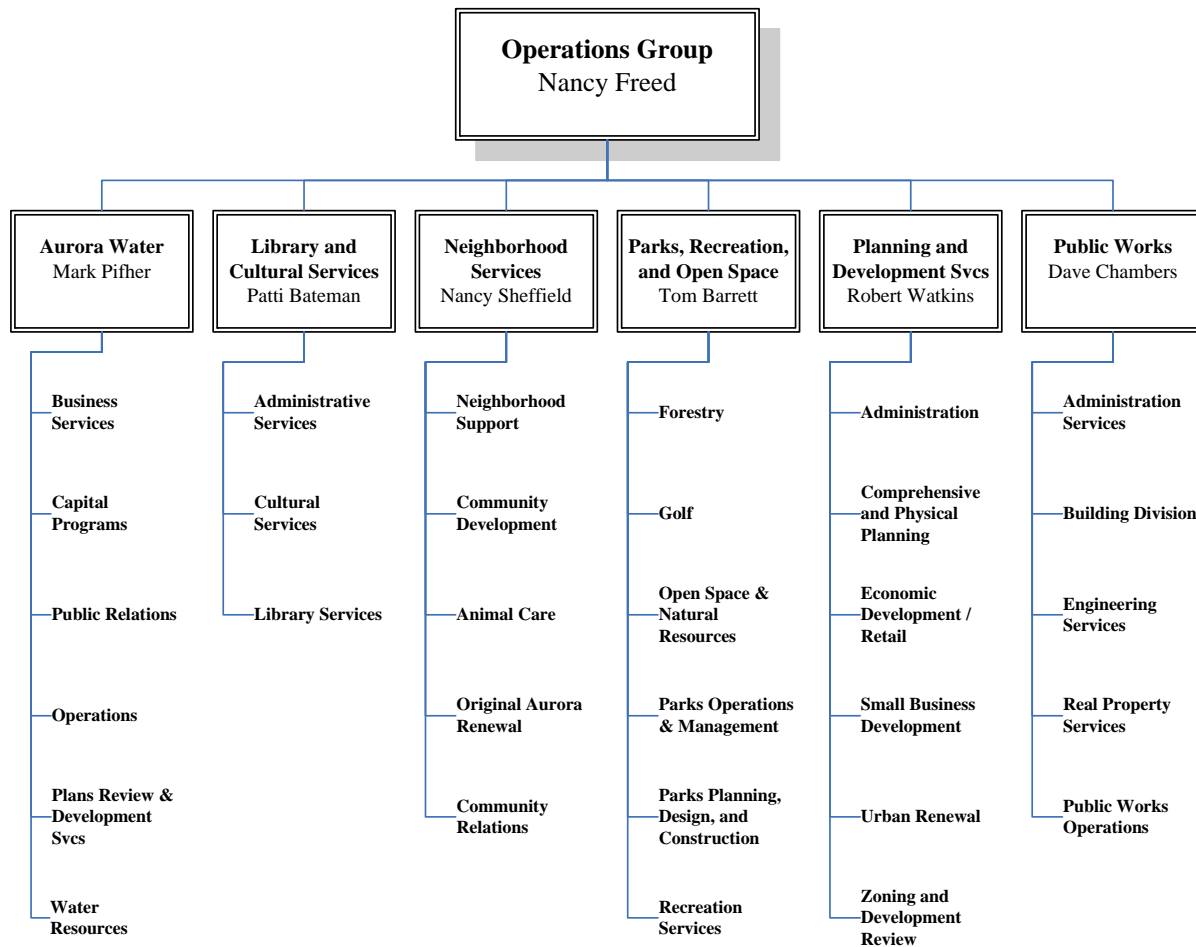 Operations Group
Nancy Freed
Aurora Water
Mark Pifher
Library and
Cultural Services
Patti Bateman
Neighborhood
Services
Nancy Sheffield
Parks, Recreation,
and Open Space
Tom Barrett
Planning and
Development Svcs
Robert Watkins
Public Works
Dave Chambers
Business
Services
Capital
Programs
Public Relations
Operations
Plans Review &
Development
Svcs
Water
Resources
Administrative
Services
Cultural
Services
Library Services
Neighborhood
Support
Community
Development
Animal Care
Original Aurora
Renewal
Community
Relations
Forestry
Golf
Open Space &
Natural
Resources
Parks Operations
& Management
Parks Planning,
Design, and
Construction
Recreation
Services
Administration
Comprehensive
and Physical
Planning
Economic
Development /
Retail
Small Business
Development
Urban Renewal
Zoning and
Development
Review
Administration
Services
Building Division
Engineering
Services
Real Property
Services
Public Works
Operations